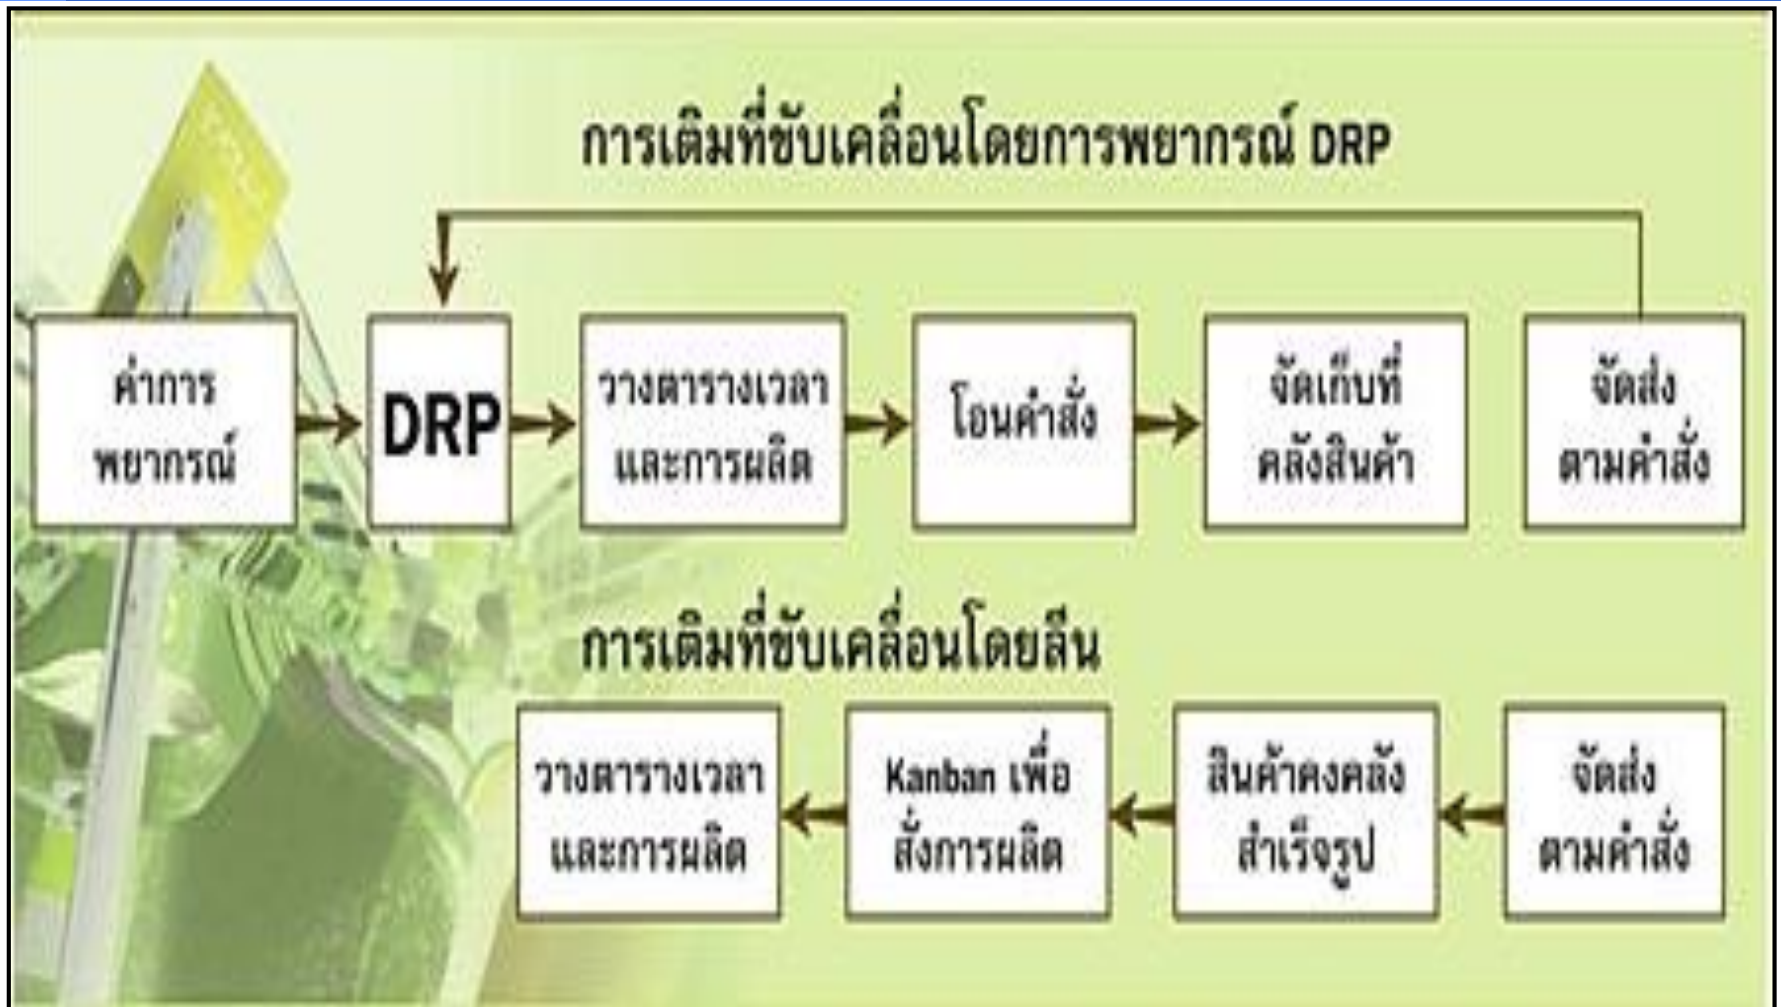 การเติมที่ขับเคลื่อนโดยการพยากรณ์ DRP
ค่าการ
พยากรณ์
DRP
วางตารางเวลา
และการผลิต
โอนคำสั่ง
จัดเก็บที่
คลังสินค้า
จัดส่ง
ตามคำสั่ง
การเติมที่ขับเคลื่อนโดยลีน
วางตารางเวลา
และการผลิต
Kanban เพื่อ
สั่งการผลิต
สินค้าคงคลัง
สำเร็จรูป
จัดส่ง
ตามคำสั่ง